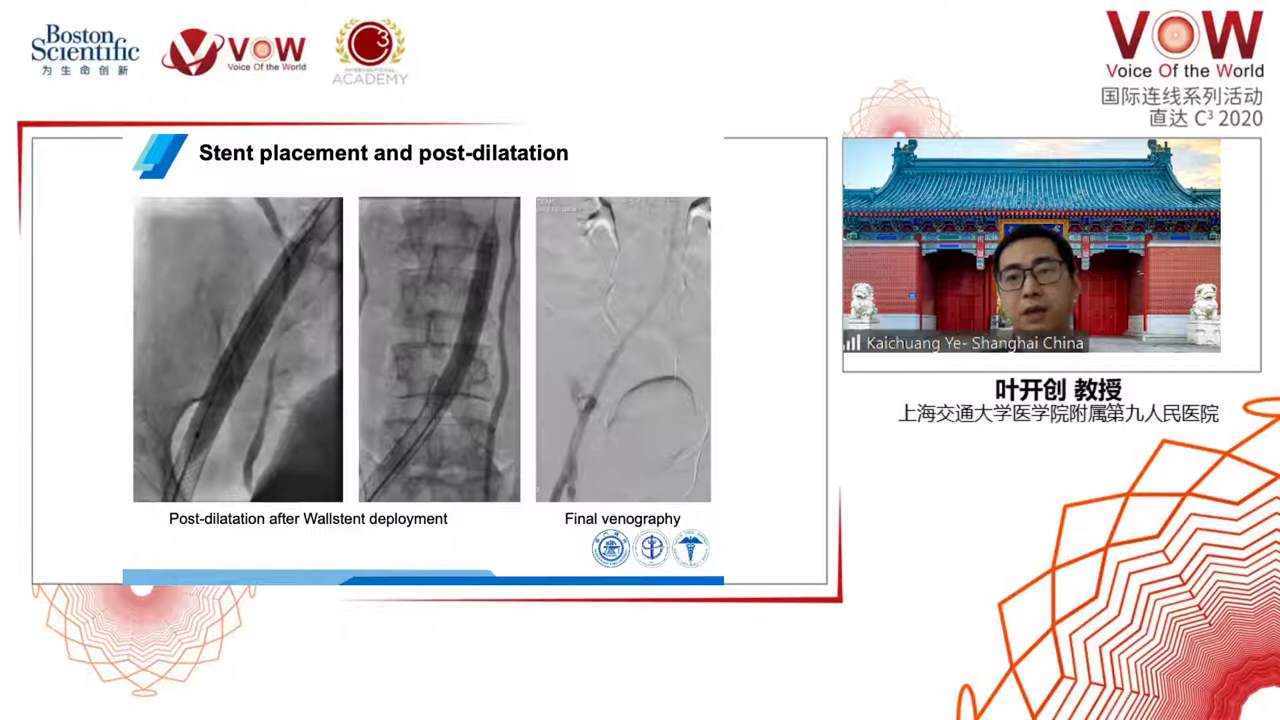 Boston
Scientific
为生命创新
VOW
Voice Of the World
C3
ACADEMY
VOW
Voice Of the World
国际连线系列活动
直达 C³ 2020
Stent placement and post-dilatation
Post-dilatation after Wallstent deployment
Final venography
Kaichuang Ye- Shanghai China
叶开创 教授
上海交通大学医学院附属第九人民医院